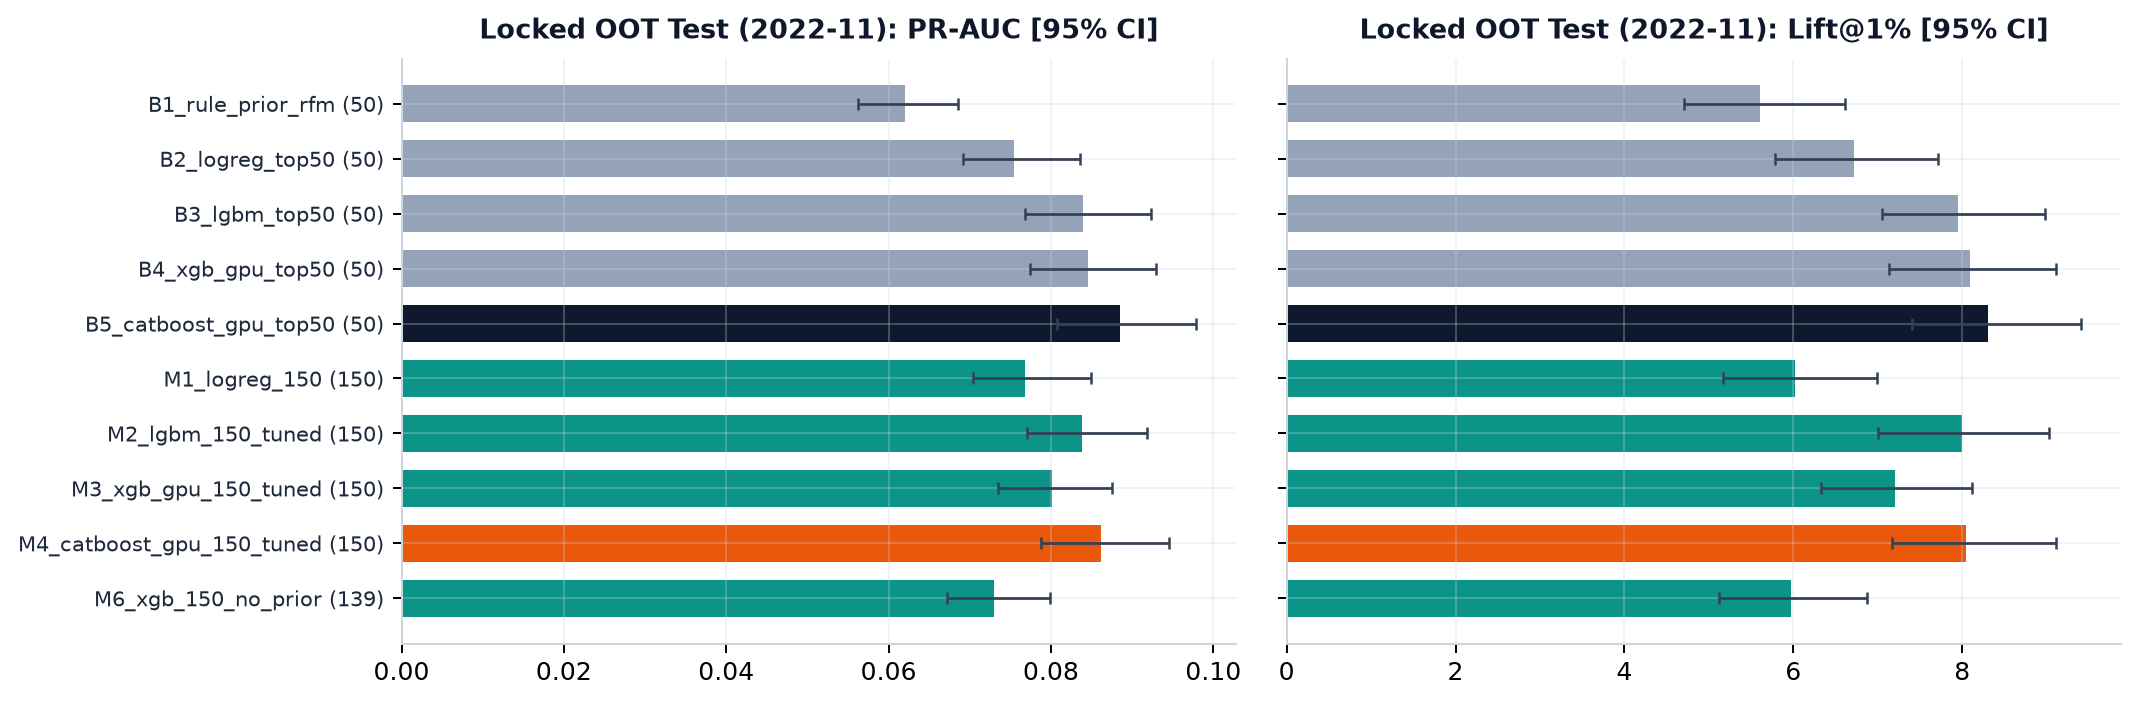 Locked OOT Test (2022-11): PR-AUC [95% CI]
Locked OOT Test (2022-11): Lift@1% [95% CI]
B1_rule_prior_rfm (50)
B2_logreg_top50 (50)
B3_lgbm_top50 (50)
B4_xgb_gpu_top50 (50)
B5_catboost_gpu_top50 (50)
M1_logreg_150 (150)
M2_lgbm_150_tuned (150)
M3_xgb_gpu_150_tuned (150)
M4_catboost_gpu_150_tuned (150)
M6_xgb_150_no_prior (139)
0.00 0.02 0.04 0.06 0.08 0.10
0 2 4 6 8